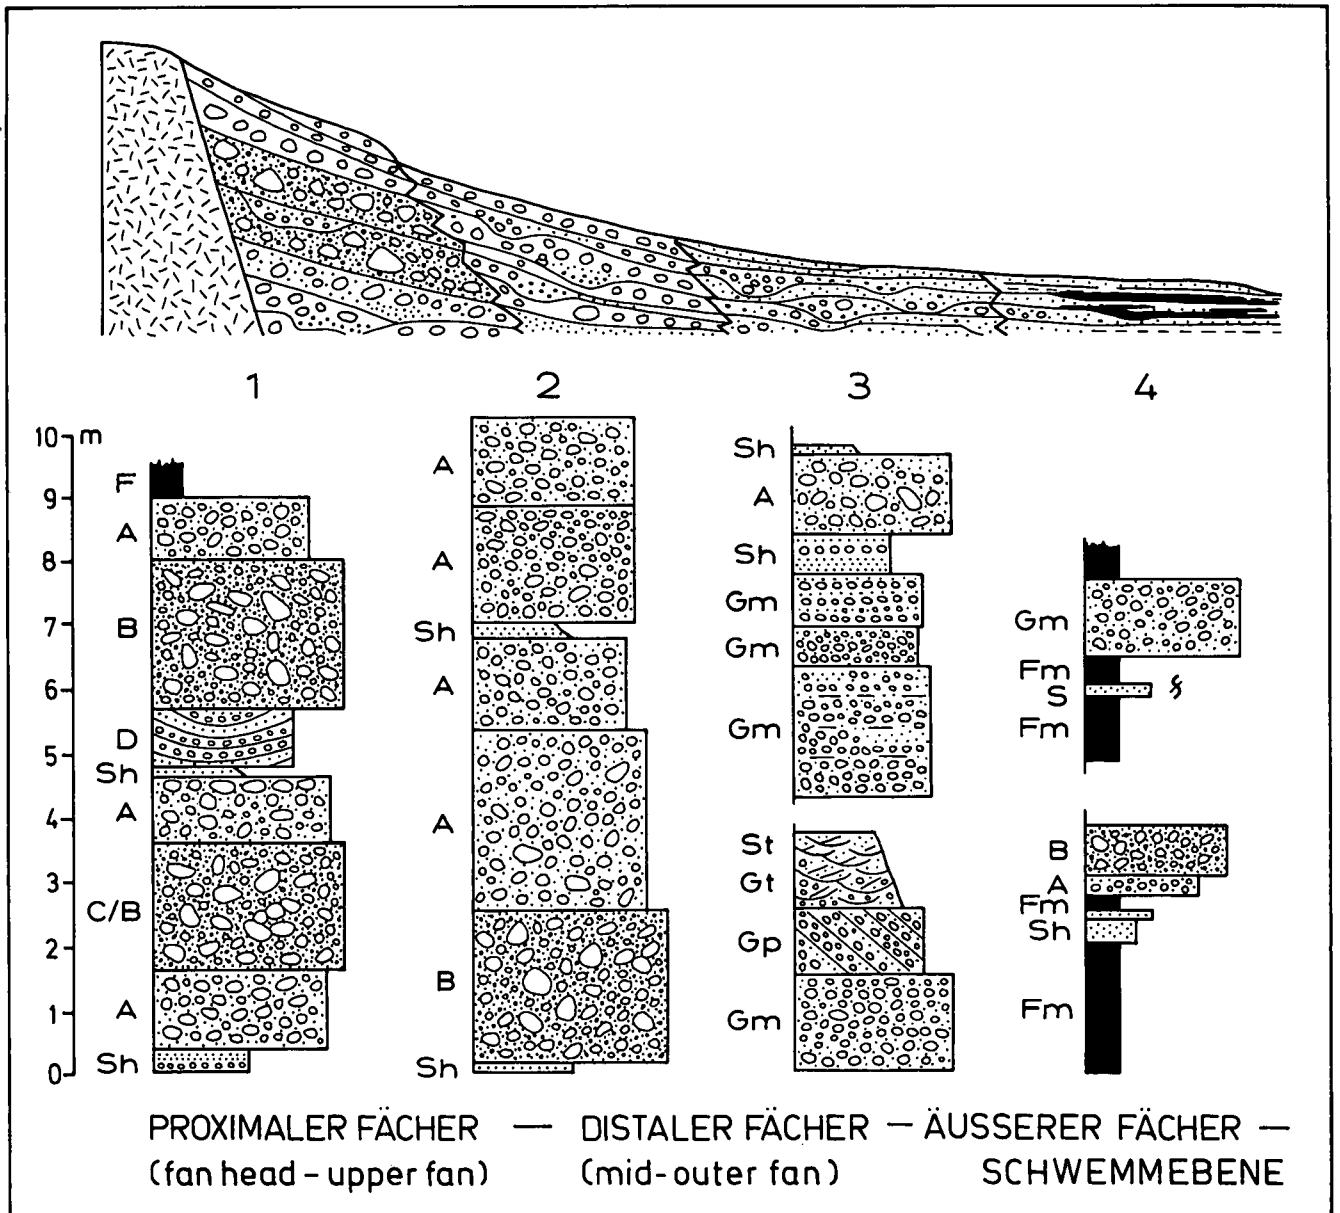 1 2 3 4
10 m
9
8
7
6
5
4
3
2
1
0
F
A
B
D
Sh
A
C/B
A
Sh
A
A
Sh
A
A
B
Sh
Sh
A
Sh
Gm
Gm
Gm
St
Gt
Gp
Gm
Gm
Fm
S
Fm
B
A
Fm
Sh
Fm
PROXIMALER FÄCHER — DISTALER FÄCHER — ÄUSSERER FÄCHER —
(fan head – upper fan) (mid-outer fan) SCHWEMMEBENE